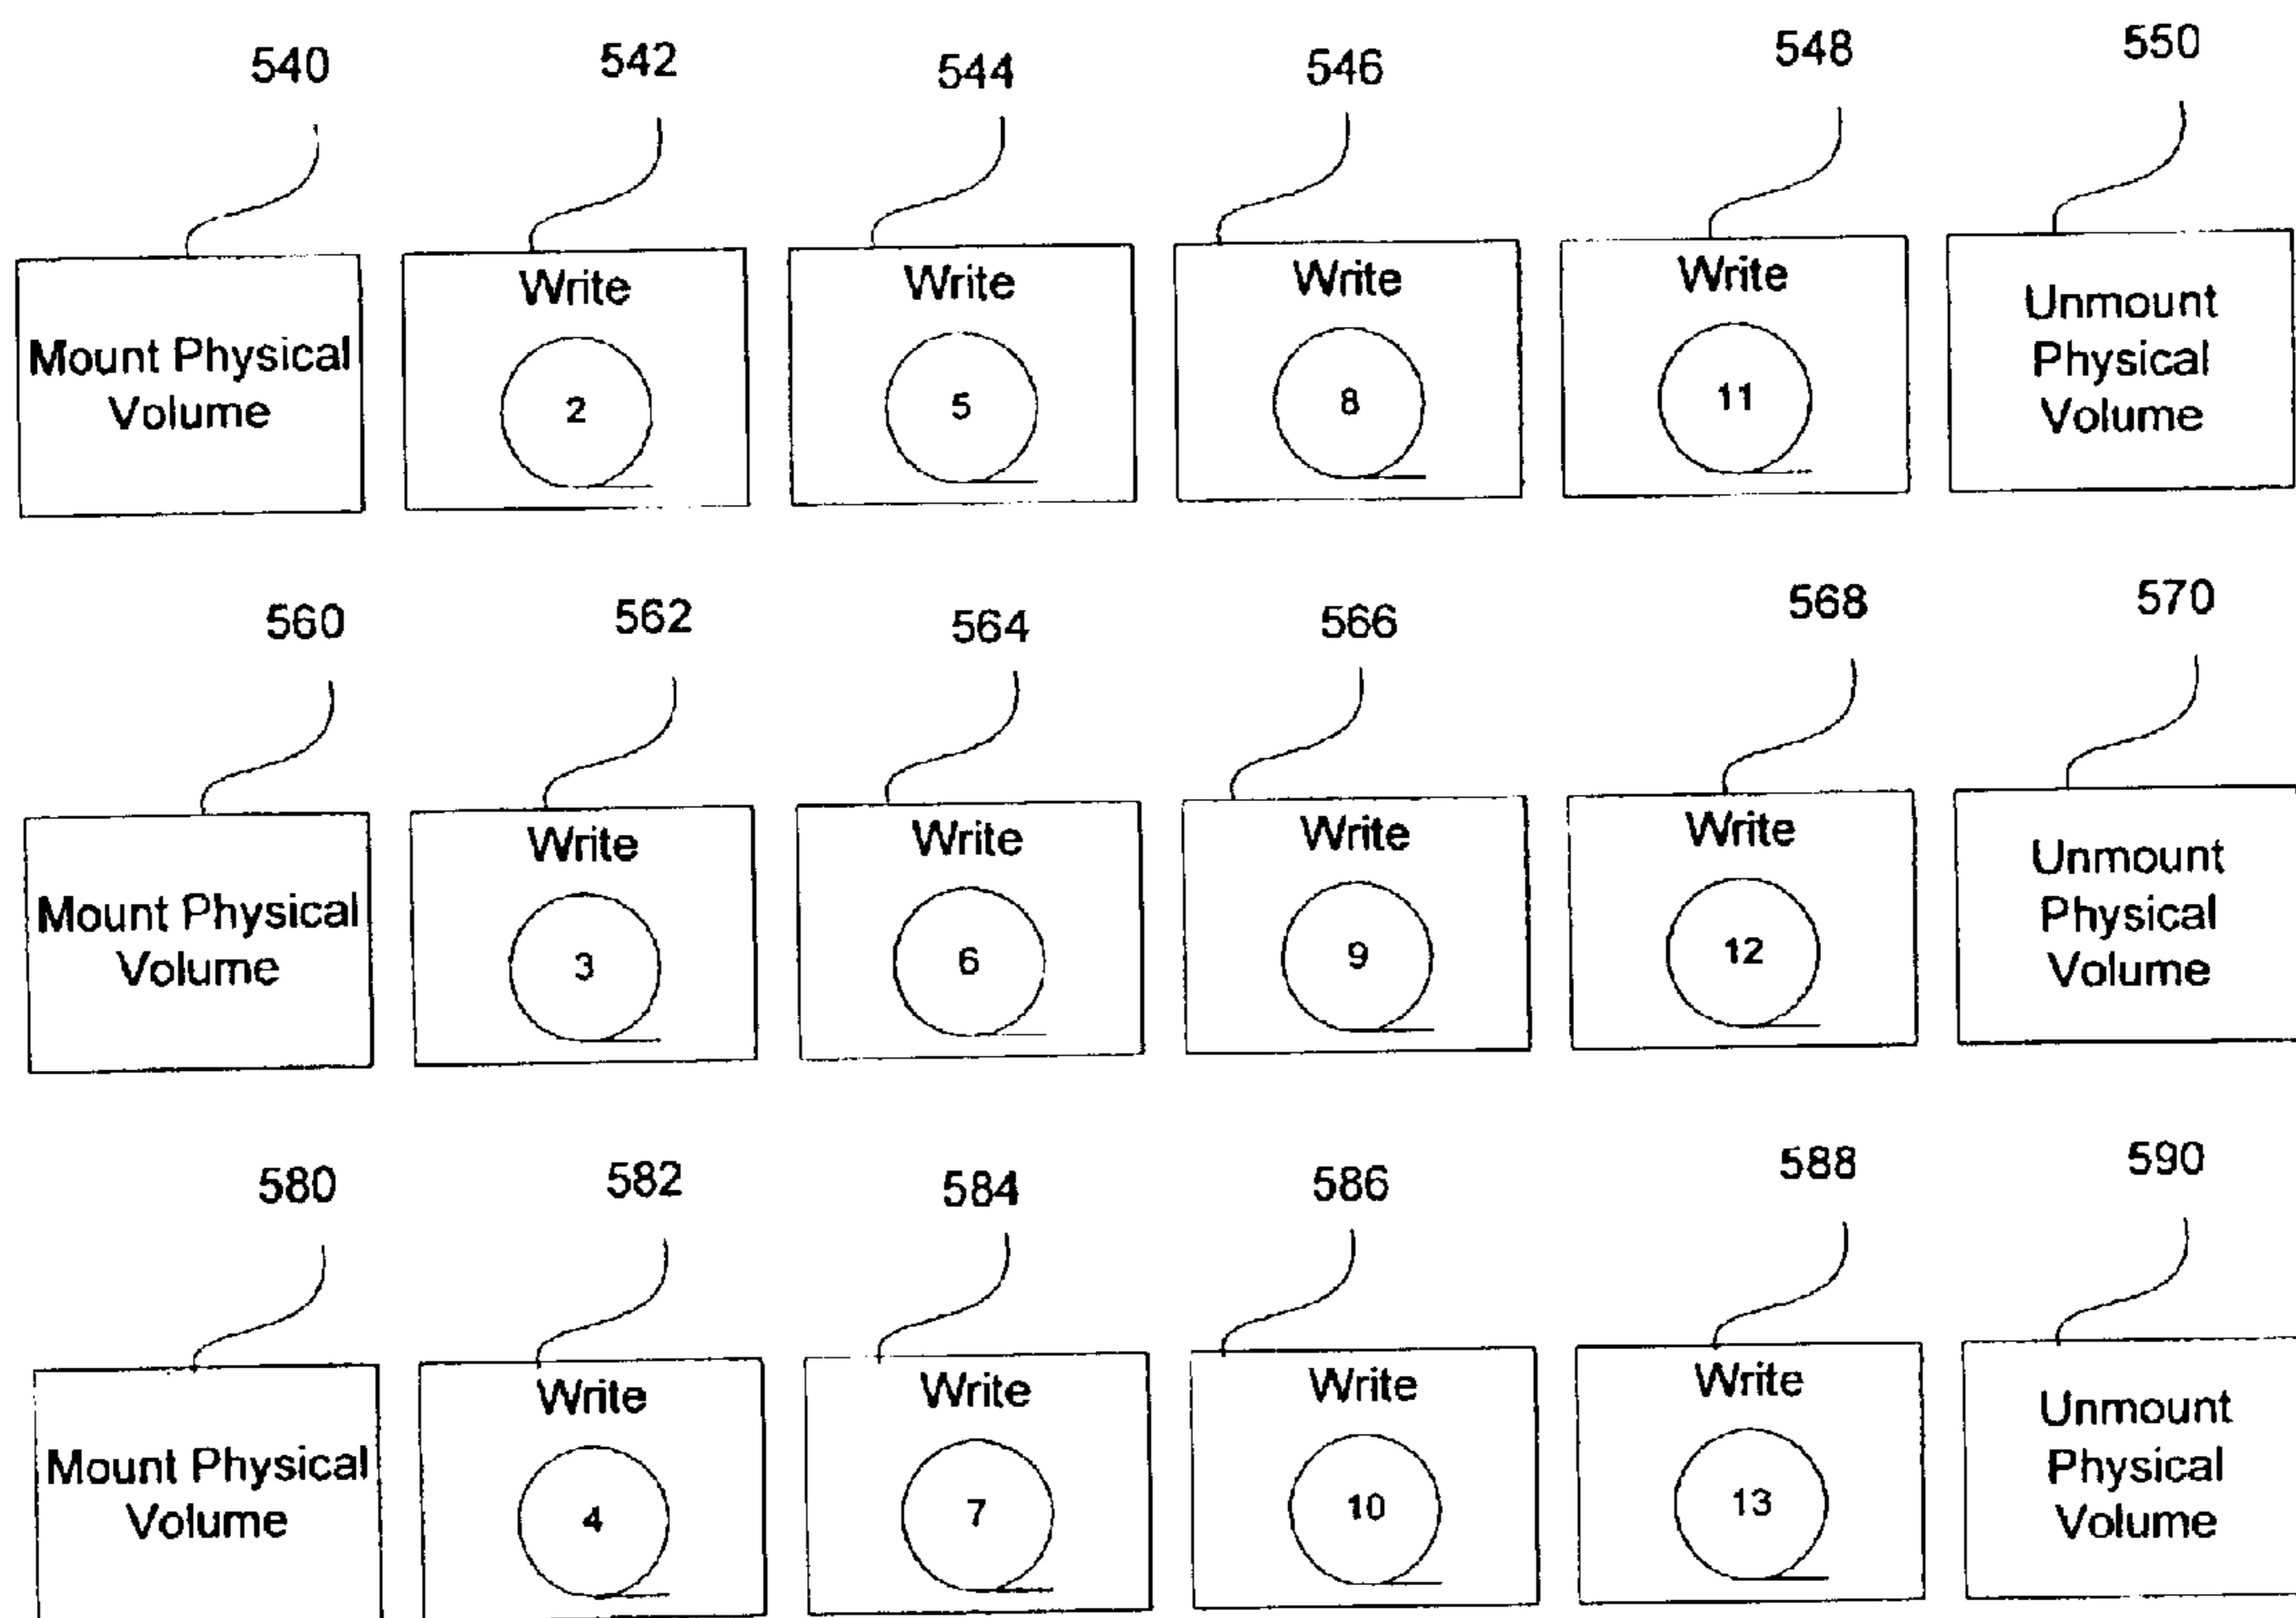 540 542 544 546 548 550
Write Write Write Write
Unmount
Mount Physical
Physical
Volume
Volume
2 5 8 11
560 562 564 566 568 570
Write Write Write Write
Unmount
Mount Physical
Physical
Volume
Volume
3 6 9 12
580 582 584 586 588 590
Write Write Write Write
Unmount
Mount Physical
Physical
Volume
Volume
4 7 10 13